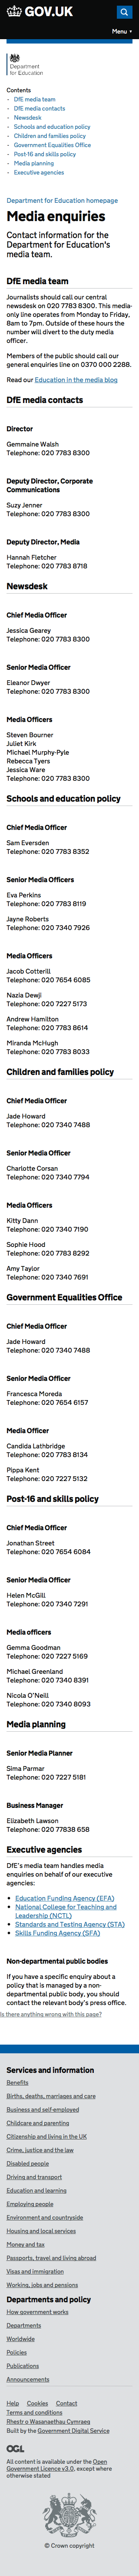 GOV.UK
Menu ▼
Department
for Education
Contents
- DfE media team
- DfE media contacts
- Newsdesk
- Schools and education policy
- Children and families policy
- Government Equalities Office
- Post-16 and skills policy
- Media planning
- Executive agencies
Department for Education homepage
Media enquiries
Contact information for the
Department for Education's
media team.
DfE media team
Journalists should call our central
newsdesk on 020 7783 8300. This media-
only line operates from Monday to Friday,
8am to 7pm. Outside of these hours the
number will divert to the duty media
officer.
Members of the public should call our
general enquiries line on 0370 000 2288.
Read our Education in the media blog
DfE media contacts
Director
Gemmaine Walsh
Telephone: 020 7783 8300
Deputy Director, Corporate
Communications
Suzy Jenner
Telephone: 020 7783 8300
Deputy Director, Media
Hannah Fletcher
Telephone: 020 7783 8718
Newsdesk
Chief Media Officer
Jessica Gearey
Telephone: 020 7783 8300
Senior Media Officer
Eleanor Dwyer
Telephone: 020 7783 8300
Media Officers
Steven Bourner
Juliet Kirk
Michael Murphy-Pyle
Rebecca Tyers
Jessica Ware
Telephone: 020 7783 8300
Schools and education policy
Chief Media Officer
Sam Eversden
Telephone: 020 7783 8352
Senior Media Officers
Eva Perkins
Telephone: 020 7783 8119
Jayne Roberts
Telephone: 020 7340 7926
Media Officers
Jacob Cotterill
Telephone: 020 7654 6085
Nazia Dewji
Telephone: 020 7227 5173
Andrew Hamilton
Telephone: 020 7783 8614
Miranda McHugh
Telephone: 020 7783 8033
Children and families policy
Chief Media Officer
Jade Howard
Telephone: 020 7340 7488
Senior Media Officer
Charlotte Corsan
Telephone: 020 7340 7794
Media Officers
Kitty Dann
Telephone: 020 7340 7190
Sophie Hood
Telephone: 020 7783 8292
Amy Taylor
Telephone: 020 7340 7691
Government Equalities Office
Chief Media Officer
Jade Howard
Telephone: 020 7340 7488
Senior Media Officer
Francesca Moreda
Telephone: 020 7654 6157
Media Officer
Candida Lathbridge
Telephone: 020 7783 8134
Pippa Kent
Telephone: 020 7227 5132
Post-16 and skills policy
Chief Media Officer
Jonathan Street
Telephone: 020 7654 6084
Senior Media Officer
Helen McGill
Telephone: 020 7340 7291
Media officers
Gemma Goodman
Telephone: 020 7227 5169
Michael Greenland
Telephone: 020 7340 8391
Nicola O'Neill
Telephone: 020 7340 8093
Media planning
Senior Media Planner
Sima Parmar
Telephone: 020 7227 5181
Business Manager
Elizabeth Lawson
Telephone: 020 77838 658
Executive agencies
DfE's media team handles media
enquiries on behalf of our executive
agencies:
• Education Funding Agency (EFA)
• National College for Teaching and
Leadership (NCTL)
• Standards and Testing Agency (STA)
• Skills Funding Agency (SFA)
Non-departmental public bodies
If you have a specific enquiry about a
policy that is managed by a non-
departmental public body, do not
contact the relevant body's press office.
Is there anything wrong with this page?
Services and information
Benefits
Births, deaths, marriages and care
Business and self-employed
Childcare and parenting
Citizenship and living in the UK
Crime, justice and the law
Disabled people
Driving and transport
Education and learning
Employing people
Environment and countryside
Housing and local services
Money and tax
Passports, travel and living abroad
Visas and immigration
Working, jobs and pensions
Departments and policy
How government works
Departments
Worldwide
Policies
Publications
Announcements
Help Cookies Contact
Terms and conditions
Rhestr o Wasanaethau Cymraeg
Built by the Government Digital Service
OGL
All content is available under the Open
Government Licence v3.0, except where
otherwise stated
© Crown copyright